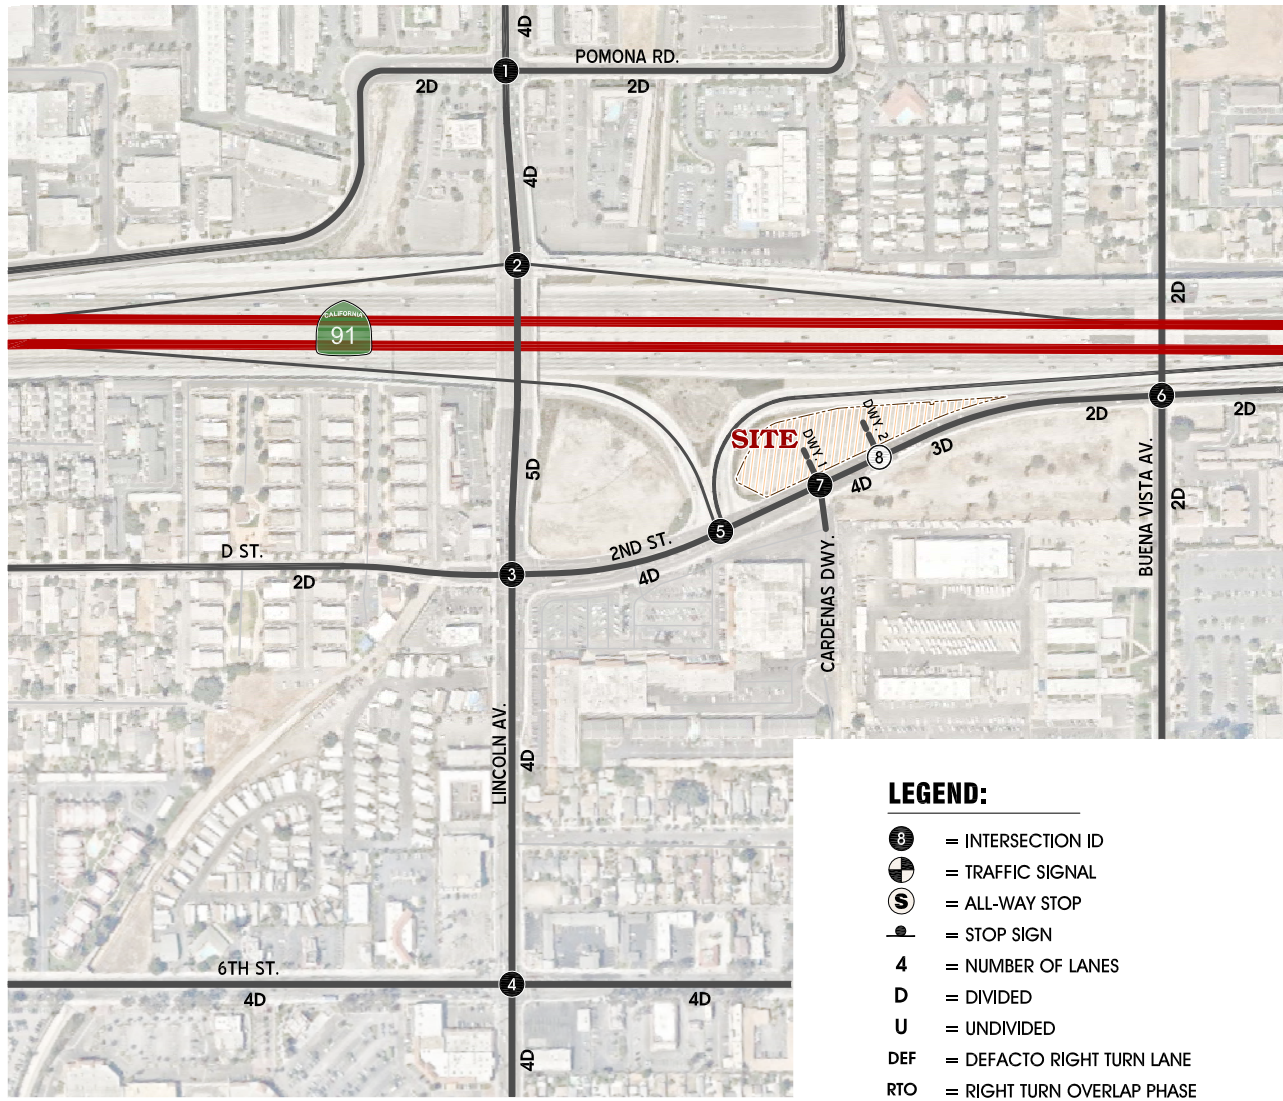 4D
POMONA RD.
1
2D
2D
4D
2
2D
CALIFORNIA
91
6
2D
2D
DWY. 2
SITE
DWY. 1
8
3D
7
4D
5D
5
2ND ST.
4D
D ST.
2D
3
2D
BUENA VISTA AV.
CARDENAS DWY.
LINCOLN AV.
4D
6TH ST.
4D
4
4D
4D
LEGEND:
8 = INTERSECTION ID
= TRAFFIC SIGNAL
S = ALL-WAY STOP
= STOP SIGN
4 = NUMBER OF LANES
D = DIVIDED
U = UNDIVIDED
DEF = DEFACTO RIGHT TURN LANE
RTO = RIGHT TURN OVERLAP PHASE